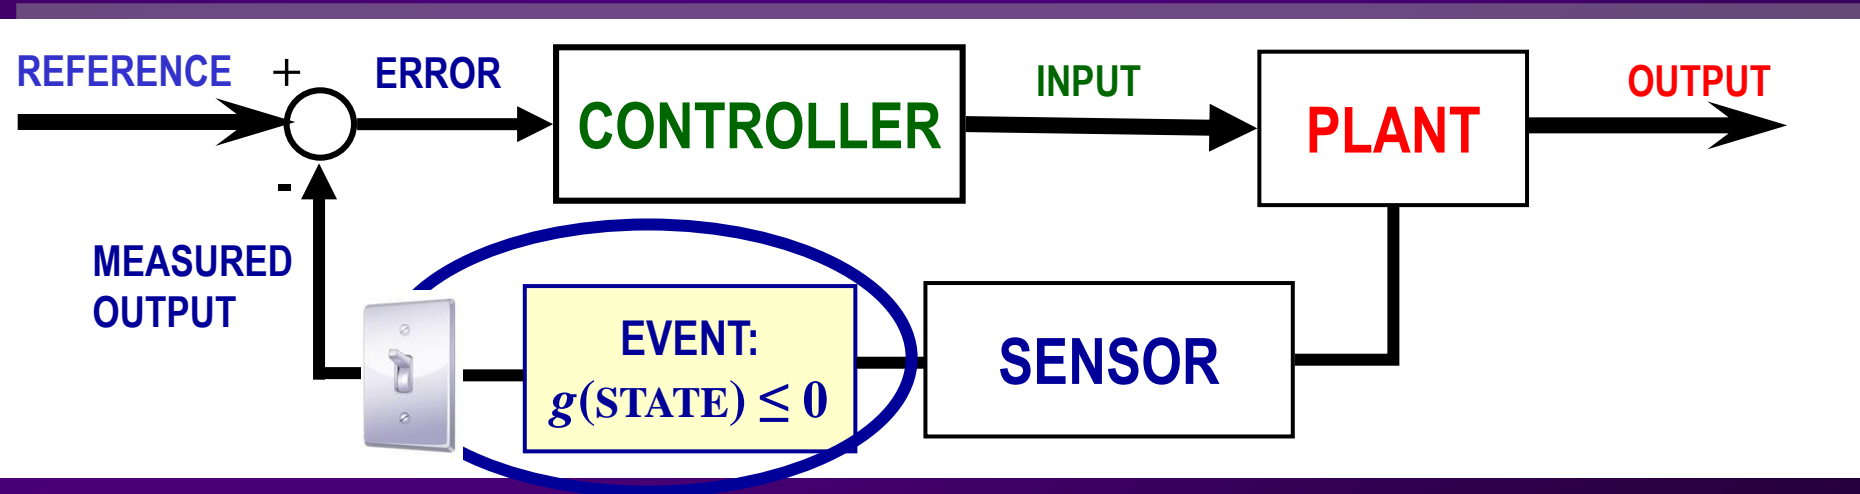 REFERENCE
+
ERROR
CONTROLLER
INPUT
PLANT
OUTPUT
-
MEASURED
OUTPUT
EVENT:
g(STATE) ≤ 0
SENSOR